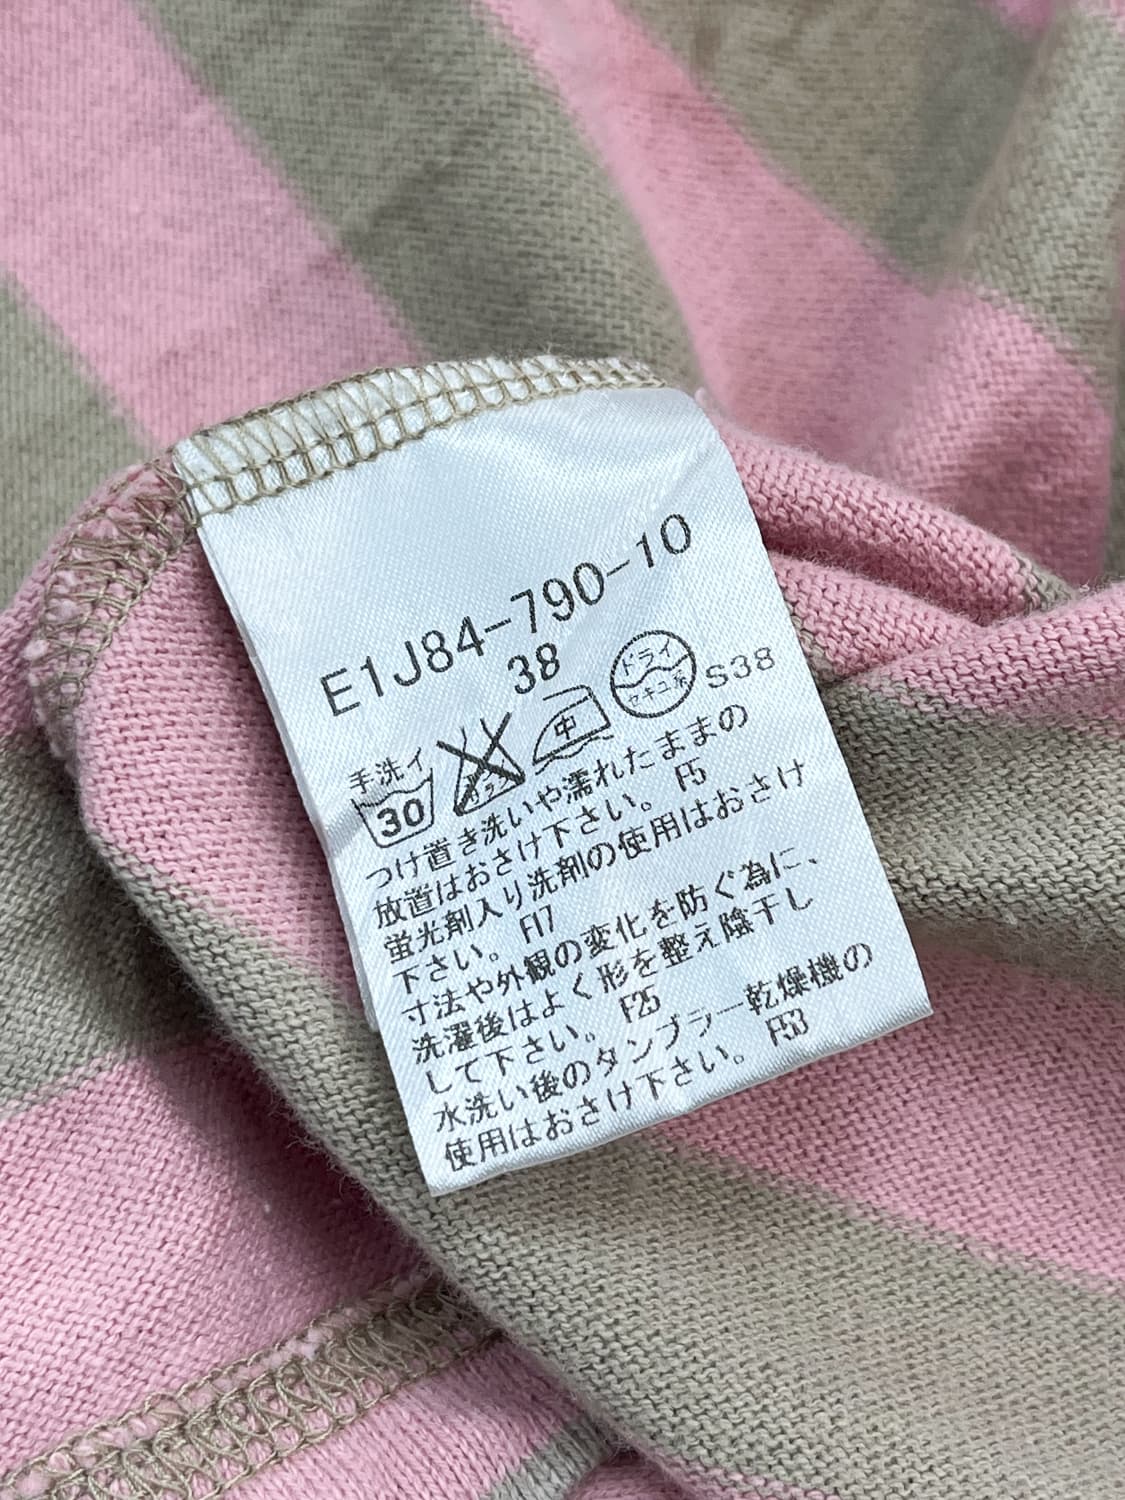 E1J84-790-10
38
手洗イ
30
中
ドライ
セキユ系
S38
つけ置き洗いや濡れたままの
放置はおさけ下さい。 F5
蛍光剤入り洗剤の使用はおさけ
下さい。 F17
寸法や外観の変化を防ぐ為に、
洗濯後はよく形を整え陰干し
して下さい。 F25
水洗い後のタンブラー乾燥機の
使用はおさけ下さい。 F53